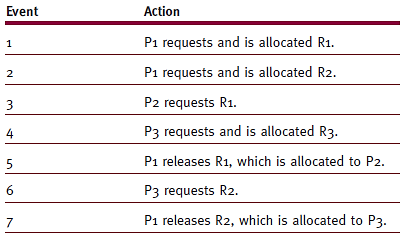 Event Action
1 P1 requests and is allocated R1.
2 P1 requests and is allocated R2.
3 P2 requests R1.
4 P3 requests and is allocated R3.
5 P1 releases R1, which is allocated to P2.
6 P3 requests R2.
7 P1 releases R2, which is allocated to P3.